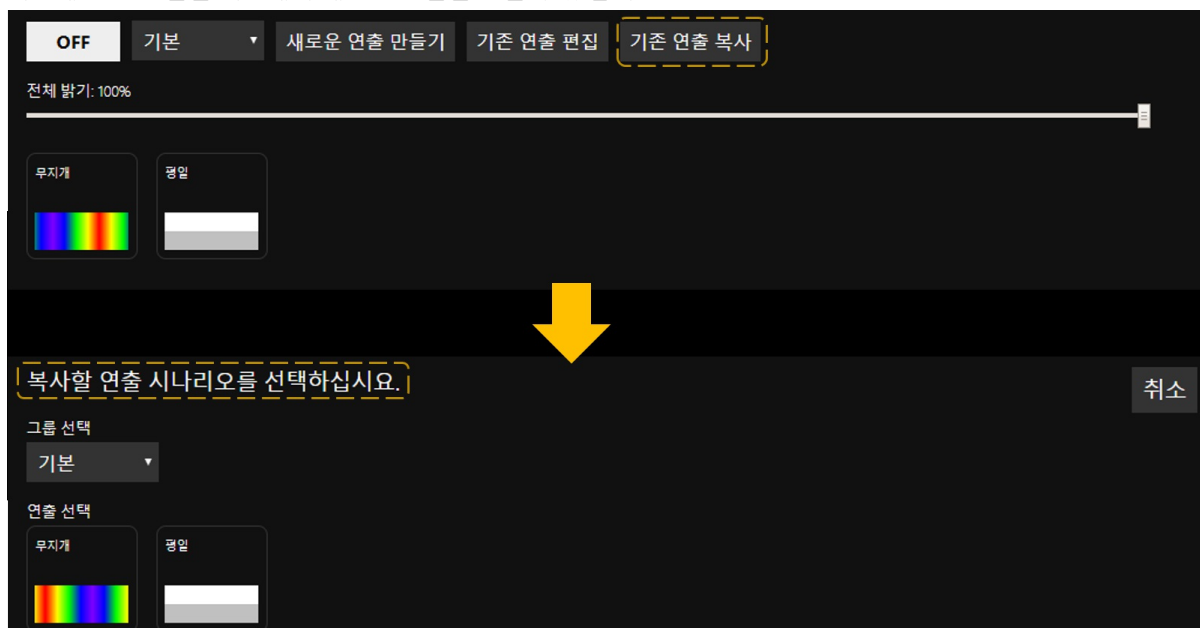 OFF 기본 새로운 연출 만들기 기존 연출 편집 기존 연출 복사
전체 밝기: 100%
무지개 평일
복사할 연출 시나리오를 선택하십시요.
취소
그룹 선택
기본
연출 선택
무지개 평일